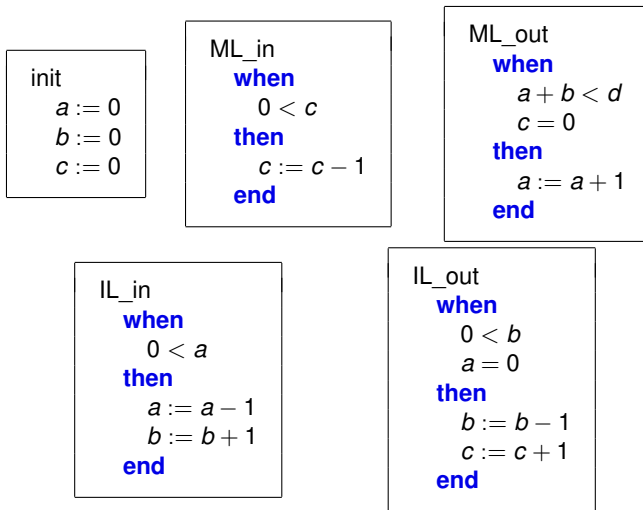 init
a := 0
b := 0
c := 0
ML_in
when
0 < c
then
c := c − 1
end
ML_out
when
a + b < d
c = 0
then
a := a + 1
end
IL_in
when
0 < a
then
a := a − 1
b := b + 1
end
IL_out
when
0 < b
a = 0
then
b := b − 1
c := c + 1
end